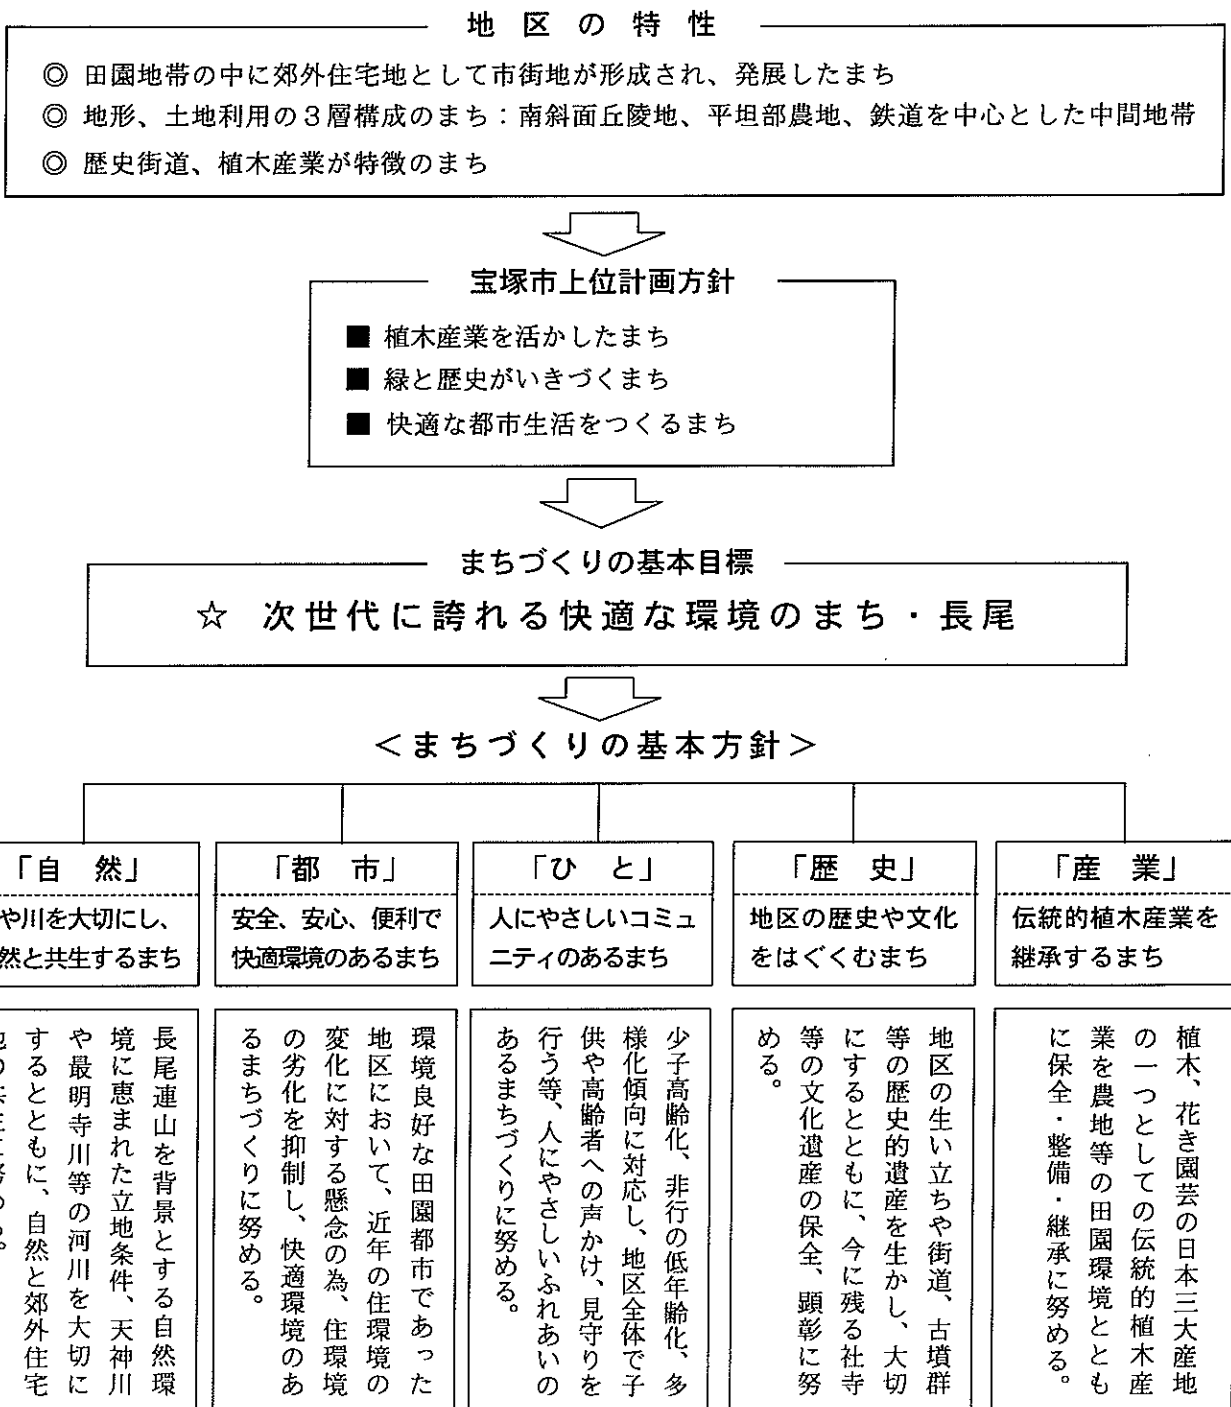 地区の特性
◎ 田園地帯の中に郊外住宅地として市街地が形成され、発展したまち
◎ 地形、土地利用の3層構成のまち：南斜面丘陵地、平坦部農地、鉄道を中心とした中間地帯
◎ 歴史街道、植木産業が特徴のまち
宝塚市上位計画方針
■ 植木産業を活かしたまち
■ 緑と歴史がいきづくまち
■ 快適な都市生活をつくるまち
まちづくりの基本目標
☆ 次世代に誇れる快適な環境のまち・長尾
＜まちづくりの基本方針＞
「自 然」
や川を大切にし、
然と共生するまち
長尾連山を背景とする自然環
境に恵まれた立地条件、天神川
や最明寺川等の河川を大切に
するとともに、自然と郊外住宅
「都 市」
安全、安心、便利で
快適環境のあるまち
環境良好な田園都市であった
地区において、近年の住環境の
変化に対する懸念の為、住環境
の劣化を抑制し、快適環境のあ
るまちづくりに努める。
「ひ と」
人にやさしいコミュ
ニティのあるまち
少子高齢化、非行の低年齢化、多
様化傾向に対応し、地区全体で子
供や高齢者への声かけ、見守りを
行う等、人にやさしいふれあいの
あるまちづくりに努める。
「歴 史」
地区の歴史や文化
をはぐくむまち
地区の生い立ちや街道、古墳群
等の歴史的遺産を生かし、大切
にするとともに、今に残る社寺
等の文化遺産の保全、顕彰に努
める。
「産 業」
伝統的植木産業を
継承するまち
植木、花き園芸の日本三大産地
の一つとしての伝統的植木産
業を農地等の田園環境ととも
に保全・整備・継承に努める。